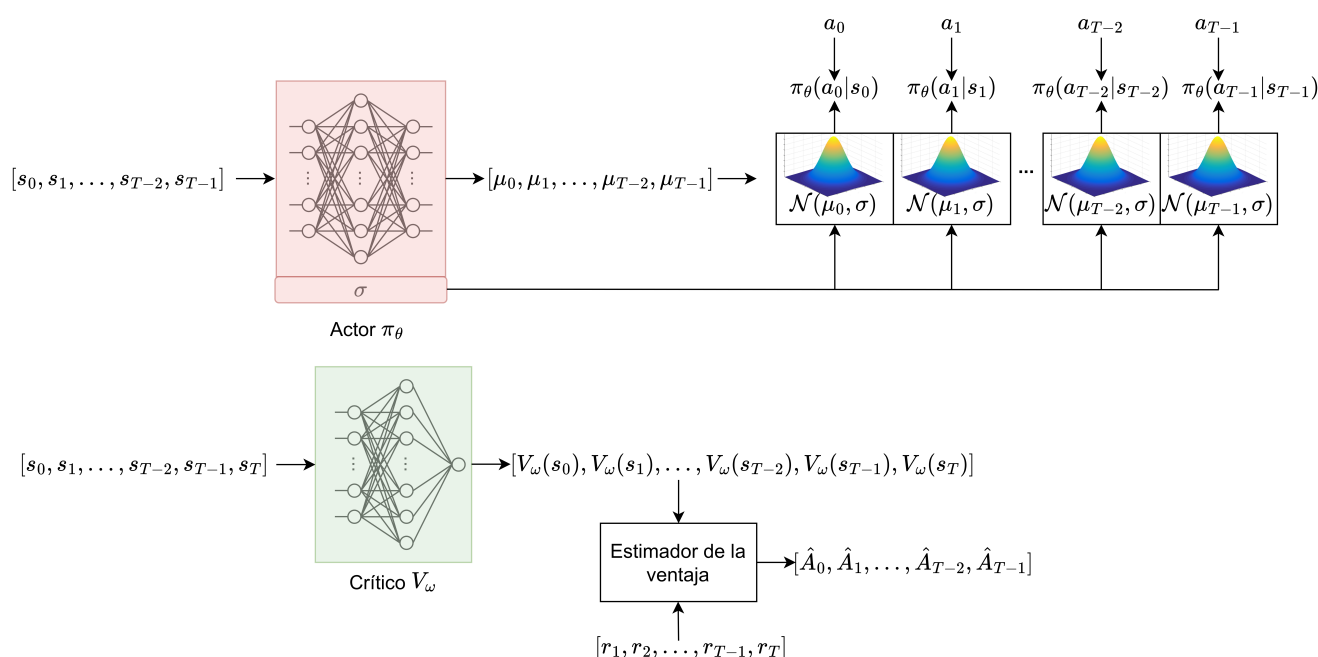 a_0 a_1 a_{T-2} a_{T-1}
π_θ(a_0|s_0) π_θ(a_1|s_1) π_θ(a_{T-2}|s_{T-2}) π_θ(a_{T-1}|s_{T-1})
[s_0, s_1, ..., s_{T-2}, s_{T-1}] [μ_0, μ_1, ..., μ_{T-2}, μ_{T-1}] ...
N(μ_0, σ) N(μ_1, σ) N(μ_{T-2}, σ) N(μ_{T-1}, σ)
σ
Actor π_θ
[s_0, s_1, ..., s_{T-2}, s_{T-1}, s_T] [V_ω(s_0), V_ω(s_1), ..., V_ω(s_{T-2}), V_ω(s_{T-1}), V_ω(s_T)]
Crítico V_ω
Estimador de la
ventaja
[Â_0, Â_1, ..., Â_{T-2}, Â_{T-1}]
[r_1, r_2, ..., r_{T-1}, r_T]